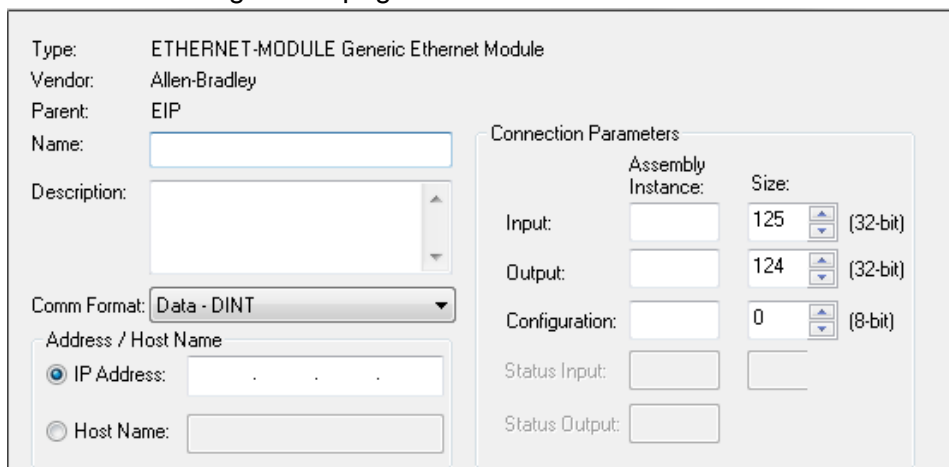 Type: ETHERNET-MODULE Generic Ethernet Module
Vendor: Allen-Bradley
Parent: EIP
Name:
Description:
Comm Format: Data - DINT
Address / Host Name
IP Address: . . .
Host Name:
Connection Parameters
Assembly
Instance: Size:
Input: 125 (32-bit)
Output: 124 (32-bit)
Configuration: 0 (8-bit)
Status Input:
Status Output: